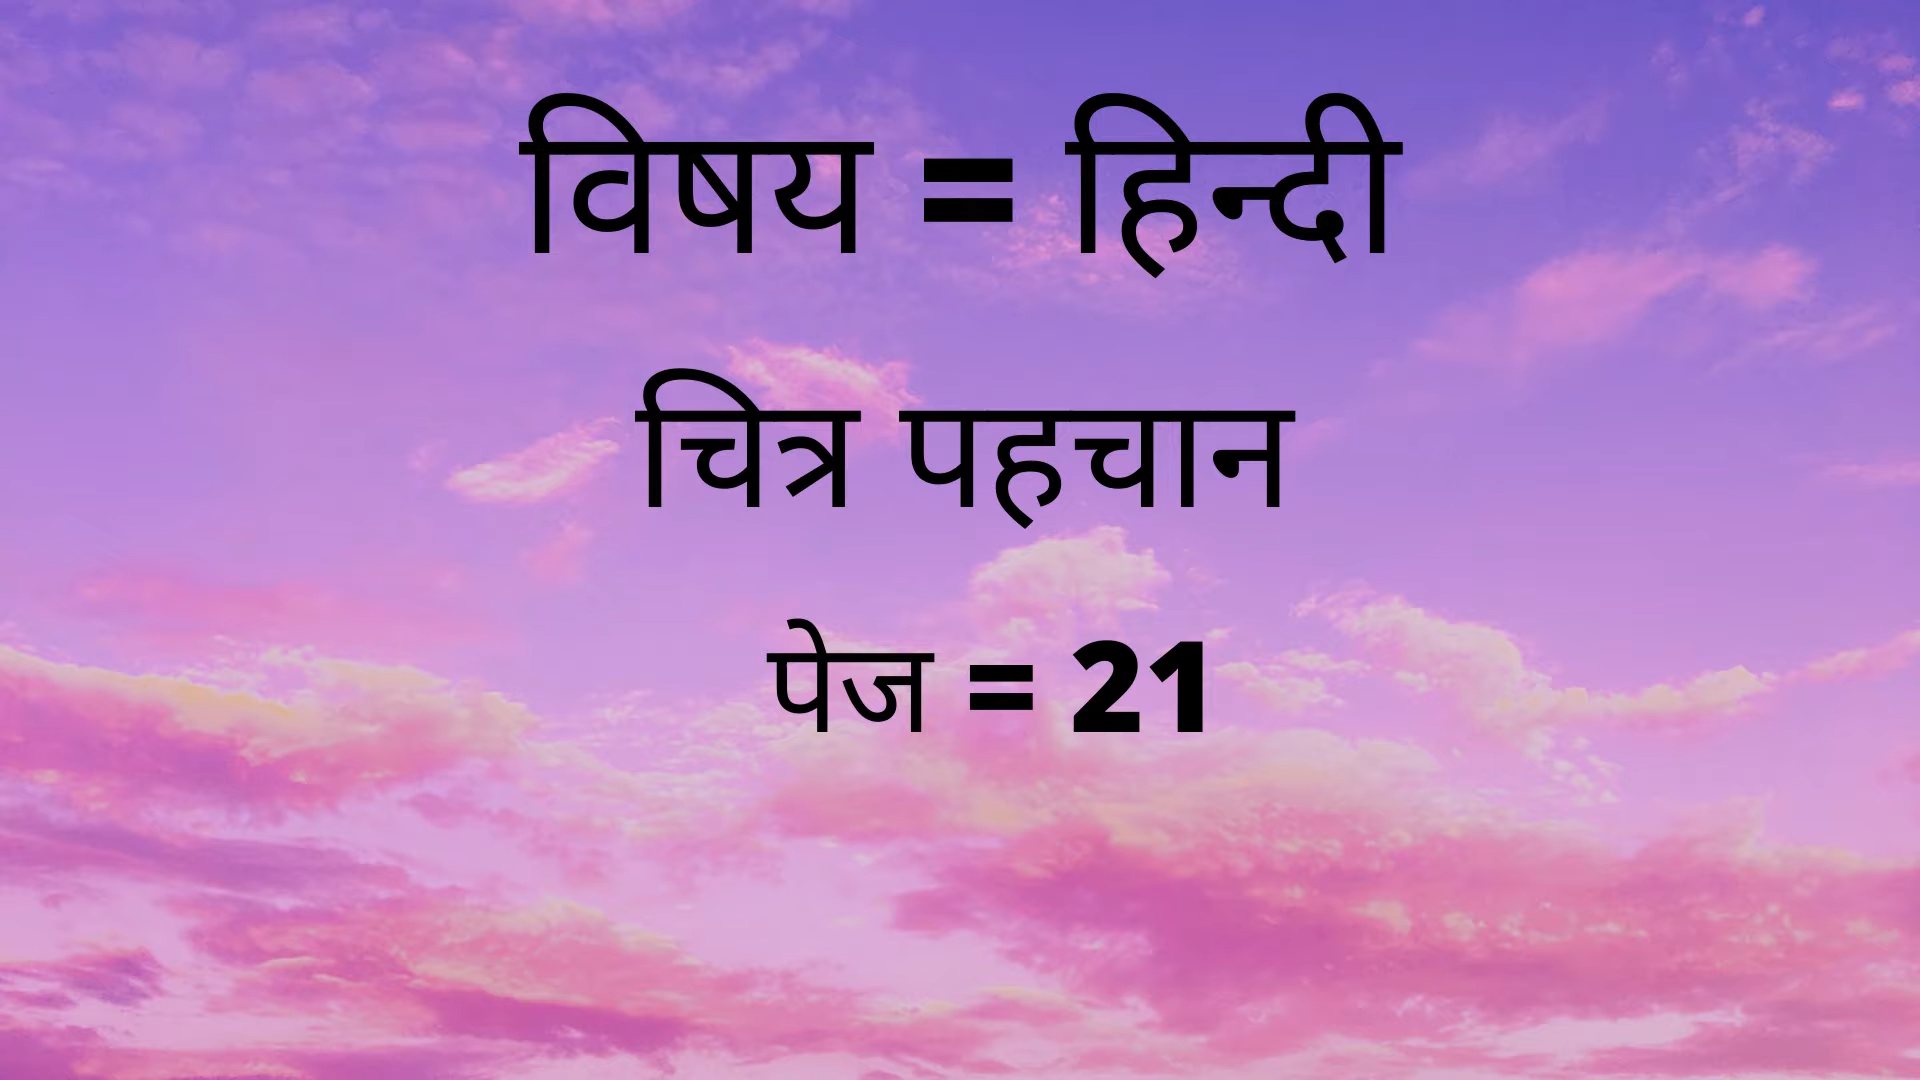 विषय = हिन्दी
चित्र पहचान
पेज = 21